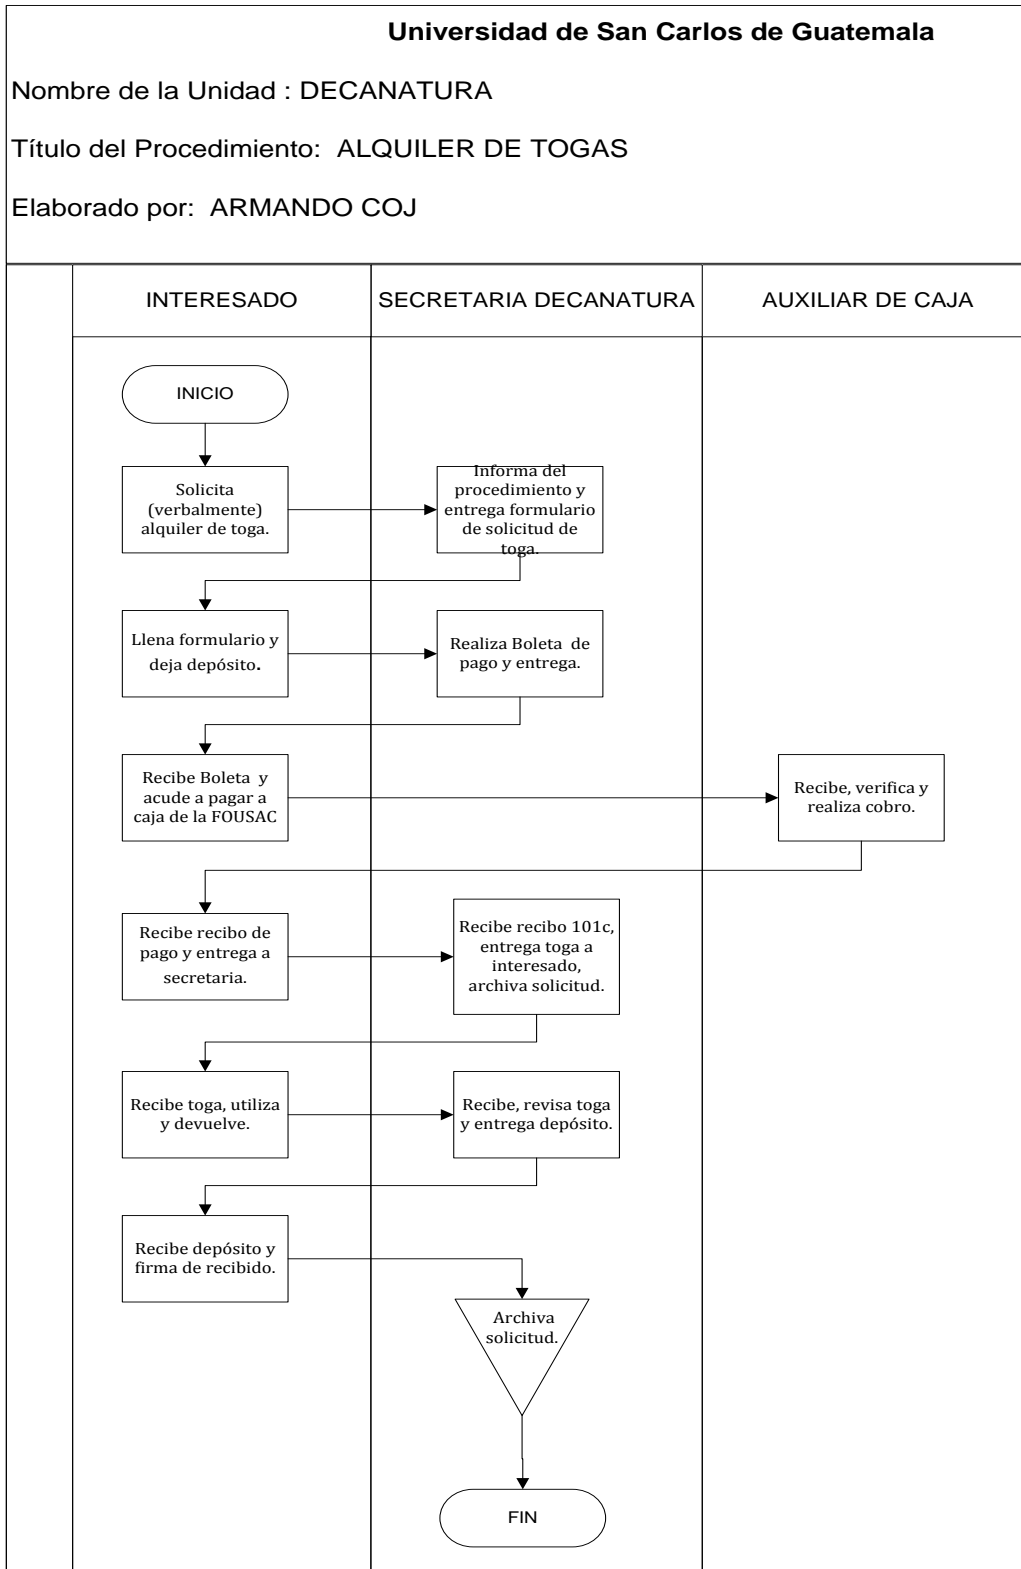 Universidad de San Carlos de Guatemala
Nombre de la Unidad : DECANATURA
Título del Procedimiento: ALQUILER DE TOGAS
Elaborado por: ARMANDO COJ
INTERESADO
SECRETARIA DECANATURA
AUXILIAR DE CAJA
INICIO
Solicita
(verbalmente)
alquiler de toga.
Informa del
procedimiento y
entrega formulario
de solicitud de
toga.
Llena formulario y
deja depósito.
Realiza Boleta de
pago y entrega.
Recibe Boleta y
acude a pagar a
caja de la FOUSAC
Recibe, verifica y
realiza cobro.
Recibe recibo de
pago y entrega a
secretaria.
Recibe recibo 101c,
entrega toga a
interesado,
archiva solicitud.
Recibe toga, utiliza
y devuelve.
Recibe, revisa toga
y entrega depósito.
Recibe depósito y
firma de recibido.
Archiva
solicitud.
FIN